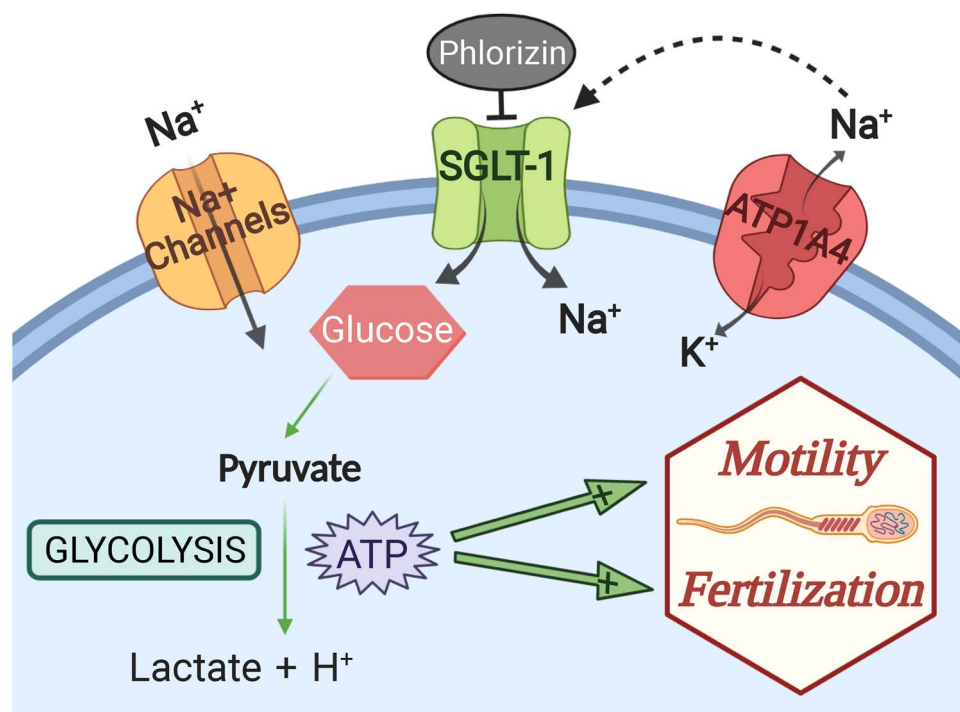 Phlorizin
Na⁺
SGLT-1
Na⁺
Na+
Channels
ATP1A4
Glucose
Na⁺
K⁺
Pyruvate
Motility
GLYCOLYSIS
ATP
+
+
Fertilization
Lactate + H⁺